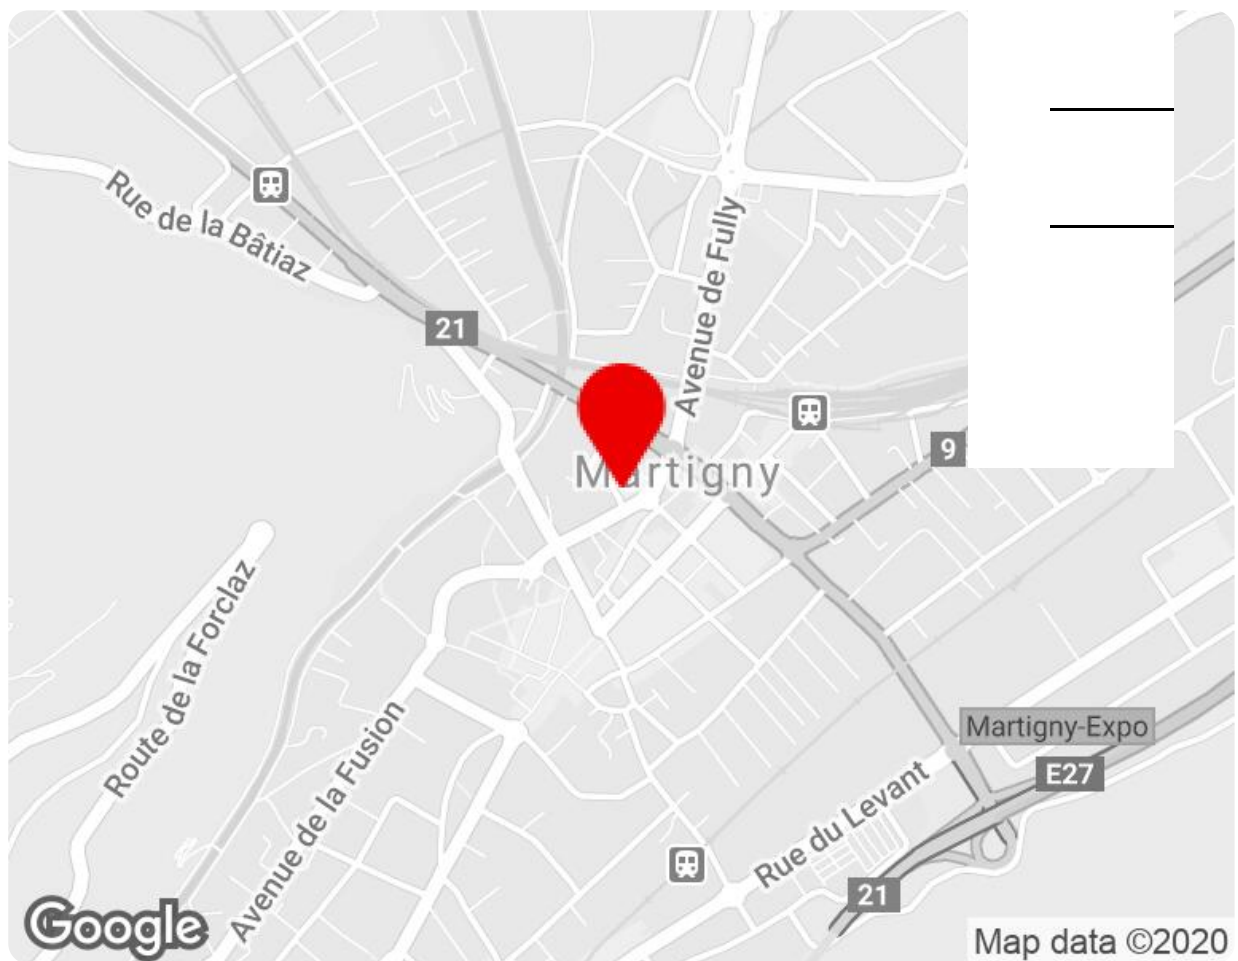 Rue de la Bâtiaz
Avenue de Fully
21
9
Martigny
Route de la Forclaz
Avenue de la Fusion
Martigny-Expo
E27
Rue du Levant
21
Google
Map data ©2020